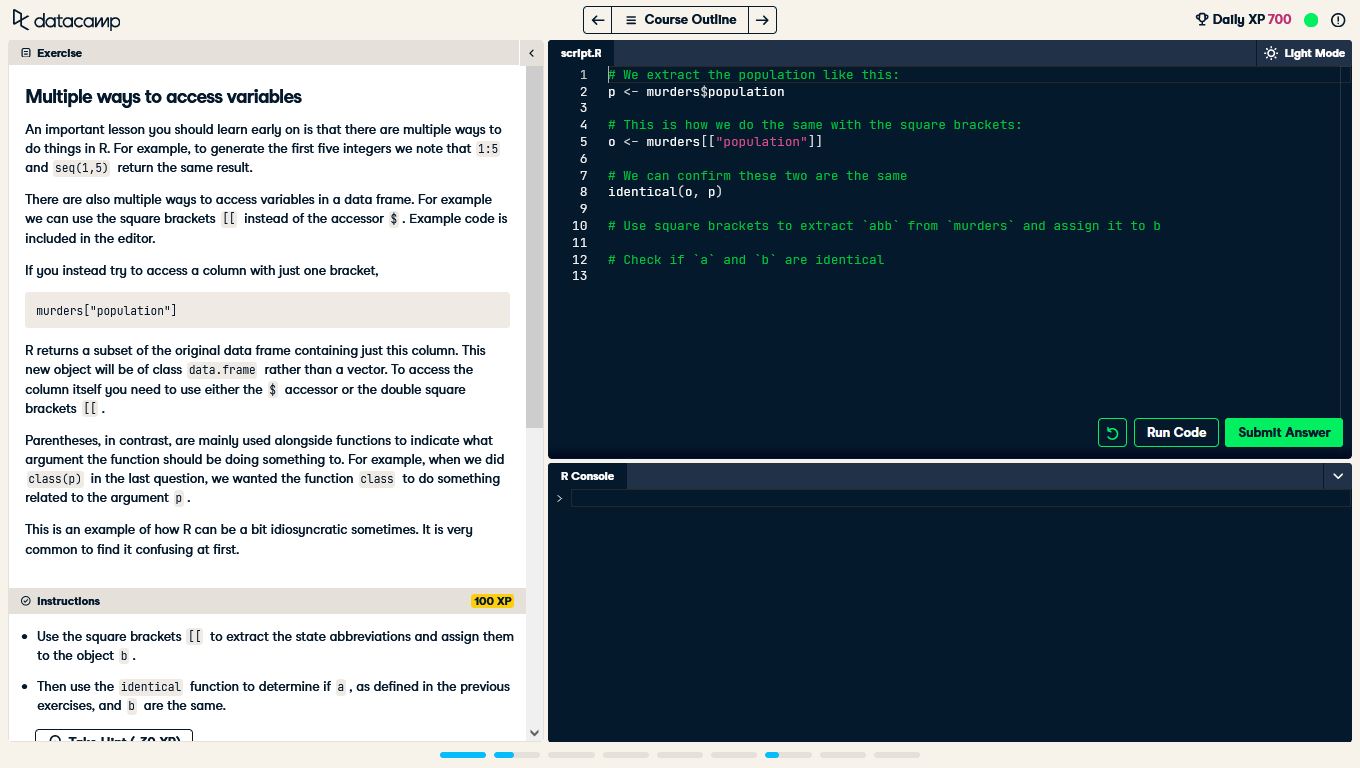 datacamp
Course Outline
Daily XP 700
Exercise
Multiple ways to access variables
An important lesson you should learn early on is that there are multiple ways to
do things in R. For example, to generate the first five integers we note that 1:5
and seq(1,5) return the same result.
There are also multiple ways to access variables in a data frame. For example
we can use the square brackets [[ instead of the accessor $ . Example code is
included in the editor.
If you instead try to access a column with just one bracket,
murders["population"]
R returns a subset of the original data frame containing just this column. This
new object will be of class data.frame rather than a vector. To access the
column itself you need to use either the $ accessor or the double square
brackets [[ .
Parentheses, in contrast, are mainly used alongside functions to indicate what
argument the function should be doing something to. For example, when we did
class(p) in the last question, we wanted the function class to do something
related to the argument p .
This is an example of how R can be a bit idiosyncratic sometimes. It is very
common to find it confusing at first.
Instructions
100 XP
Use the square brackets [[ to extract the state abbreviations and assign them
to the object b .
Then use the identical function to determine if a , as defined in the previous
exercises, and b are the same.
Take Hint (-30 XP)
script.R
Light Mode
1 # We extract the population like this:
2 p <- murders$population
3
4 # This is how we do the same with the square brackets:
5 o <- murders[["population"]]
6
7 # We can confirm these two are the same
8 identical(o, p)
9
10 # Use square brackets to extract `abb` from `murders` and assign it to b
11
12 # Check if `a` and `b` are identical
13
Run Code
Submit Answer
R Console
>